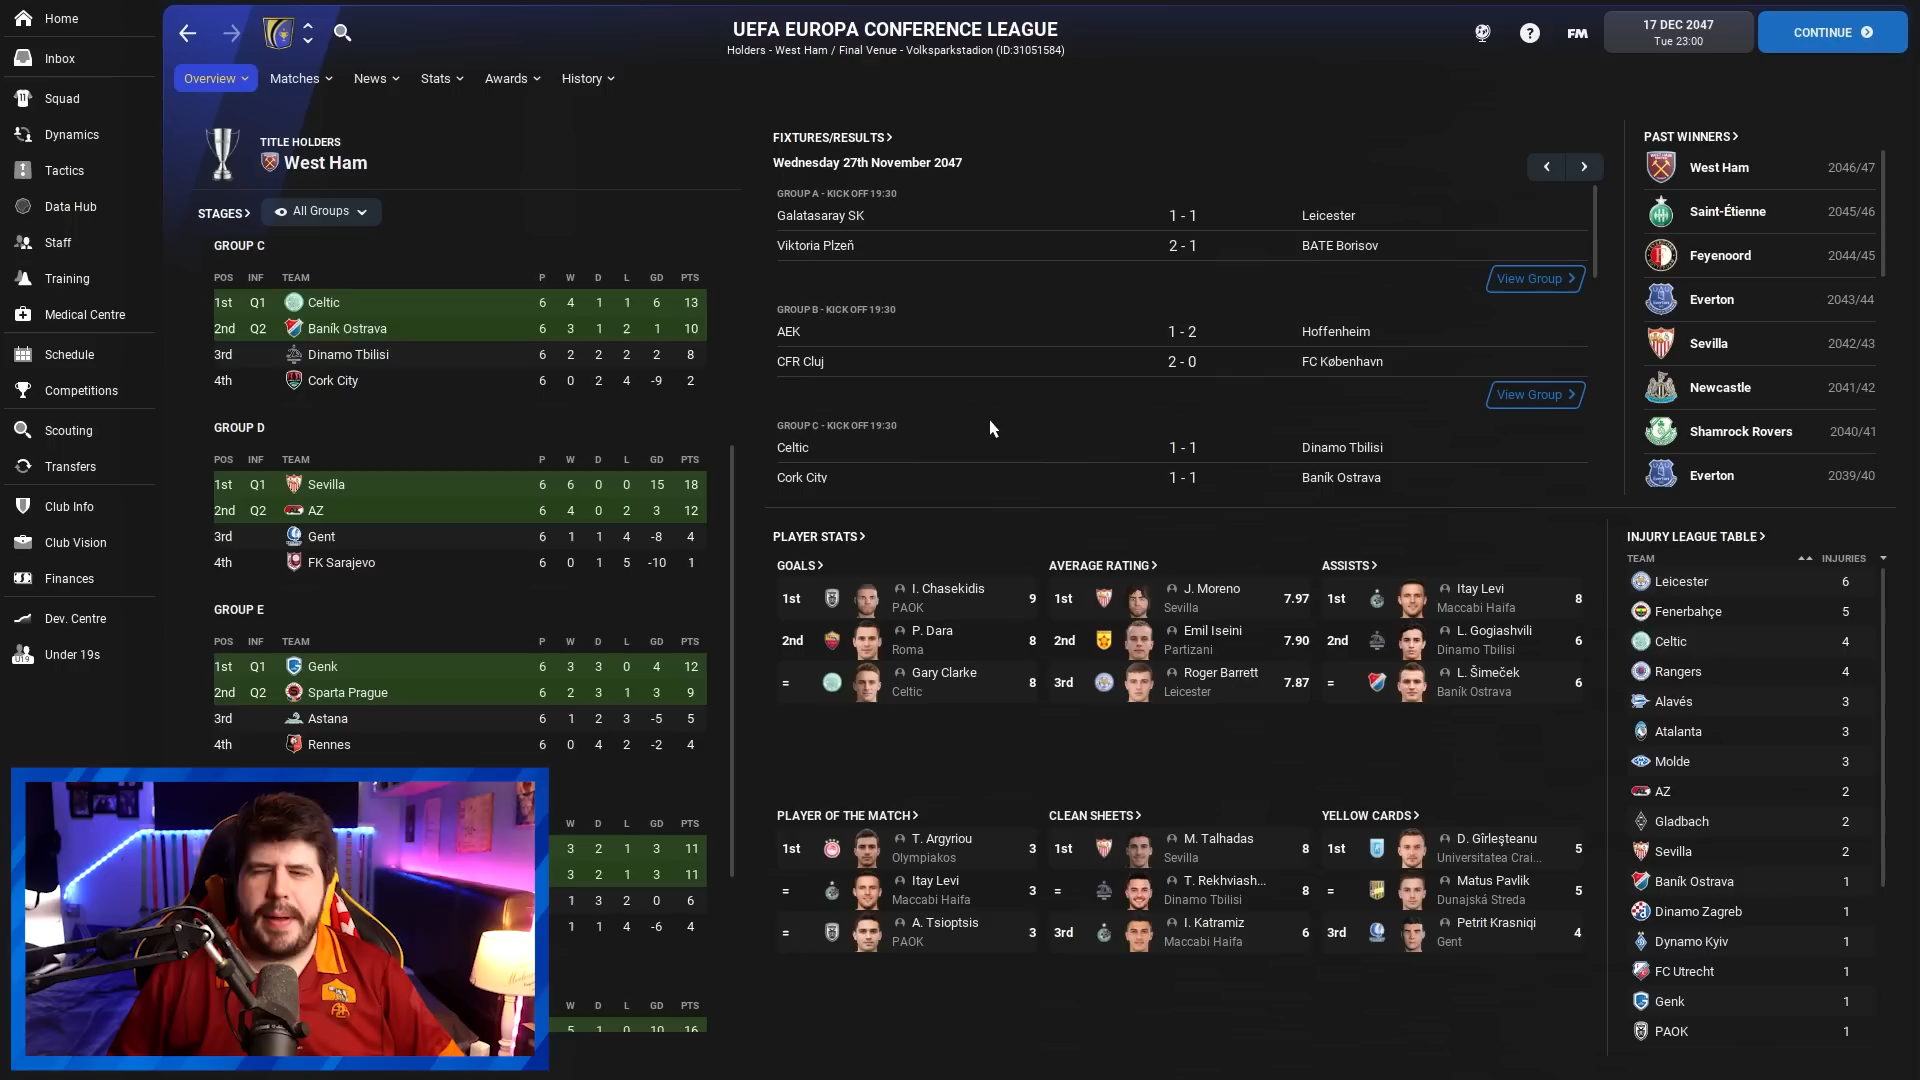 Home
Inbox
Squad
Dynamics
Tactics
Data Hub
Staff
Training
Medical Centre
Schedule
Competitions
Scouting
Transfers
Club Info
Club Vision
Finances
Dev. Centre
U19 Under 19s
UEFA EUROPA CONFERENCE LEAGUE
Holders - West Ham / Final Venue - Volksparkstadion (ID:31051584)
FM
17 DEC 2047
Tue 23:00
CONTINUE
Overview Matches News Stats Awards History
TITLE HOLDERS
West Ham
STAGES All Groups
GROUP C
POS INF TEAM P W D L GD PTS
1st Q1 Celtic 6 4 1 1 6 13
2nd Q2 Baník Ostrava 6 3 1 2 1 10
3rd Dinamo Tbilisi 6 2 2 2 2 8
4th Cork City 6 0 2 4 -9 2
GROUP D
POS INF TEAM P W D L GD PTS
1st Q1 Sevilla 6 6 0 0 15 18
2nd Q2 AZ 6 4 0 2 3 12
3rd Gent 6 1 1 4 -8 4
4th FK Sarajevo 6 0 1 5 -10 1
GROUP E
POS INF TEAM P W D L GD PTS
1st Q1 Genk 6 3 3 0 4 12
2nd Q2 Sparta Prague 6 2 3 1 3 9
3rd Astana 6 1 2 3 -5 5
4th Rennes 6 0 4 2 -2 4
W D L GD PTS
3 2 1 3 11
3 2 1 3 11
1 3 2 0 6
1 1 4 -6 4
W D L GD PTS
5 1 0 10 16
FIXTURES/RESULTS
Wednesday 27th November 2047
GROUP A - KICK OFF 19:30
Galatasaray SK 1 - 1 Leicester
Viktoria Plzeň 2 - 1 BATE Borisov
View Group
GROUP B - KICK OFF 19:30
AEK 1 - 2 Hoffenheim
CFR Cluj 2 - 0 FC København
View Group
GROUP C - KICK OFF 19:30
Celtic 1 - 1 Dinamo Tbilisi
Cork City 1 - 1 Baník Ostrava
PAST WINNERS
West Ham 2046/47
Saint-Étienne 2045/46
Feyenoord 2044/45
Everton 2043/44
Sevilla 2042/43
Newcastle 2041/42
Shamrock Rovers 2040/41
Everton 2039/40
PLAYER STATS
GOALS
1st I. Chasekidis 9
PAOK
2nd P. Dara 8
Roma
= Gary Clarke 8
Celtic
AVERAGE RATING
1st J. Moreno 7.97
Sevilla
2nd Emil Iseini 7.90
Partizani
3rd Roger Barrett 7.87
Leicester
ASSISTS
1st Itay Levi 8
Maccabi Haifa
2nd L. Gogiashvili 6
Dinamo Tbilisi
= L. Šimeček 6
Baník Ostrava
PLAYER OF THE MATCH
1st T. Argyriou 3
Olympiakos
= Itay Levi 3
Maccabi Haifa
= A. Tsioptsis 3
PAOK
CLEAN SHEETS
1st M. Talhadas 8
Sevilla
= T. Rekhviash... 8
Dinamo Tbilisi
3rd I. Katramiz 6
Maccabi Haifa
YELLOW CARDS
1st D. Gîrleşteanu 5
Universitatea Crai...
= Matus Pavlik 5
Dunajská Streda
3rd Petrit Krasniqi 4
Gent
INJURY LEAGUE TABLE
TEAM INJURIES
Leicester 6
Fenerbahçe 5
Celtic 4
Rangers 4
Alavés 3
Atalanta 3
Molde 3
AZ 2
Gladbach 2
Sevilla 2
Baník Ostrava 1
Dinamo Zagreb 1
Dynamo Kyiv 1
FC Utrecht 1
Genk 1
PAOK 1